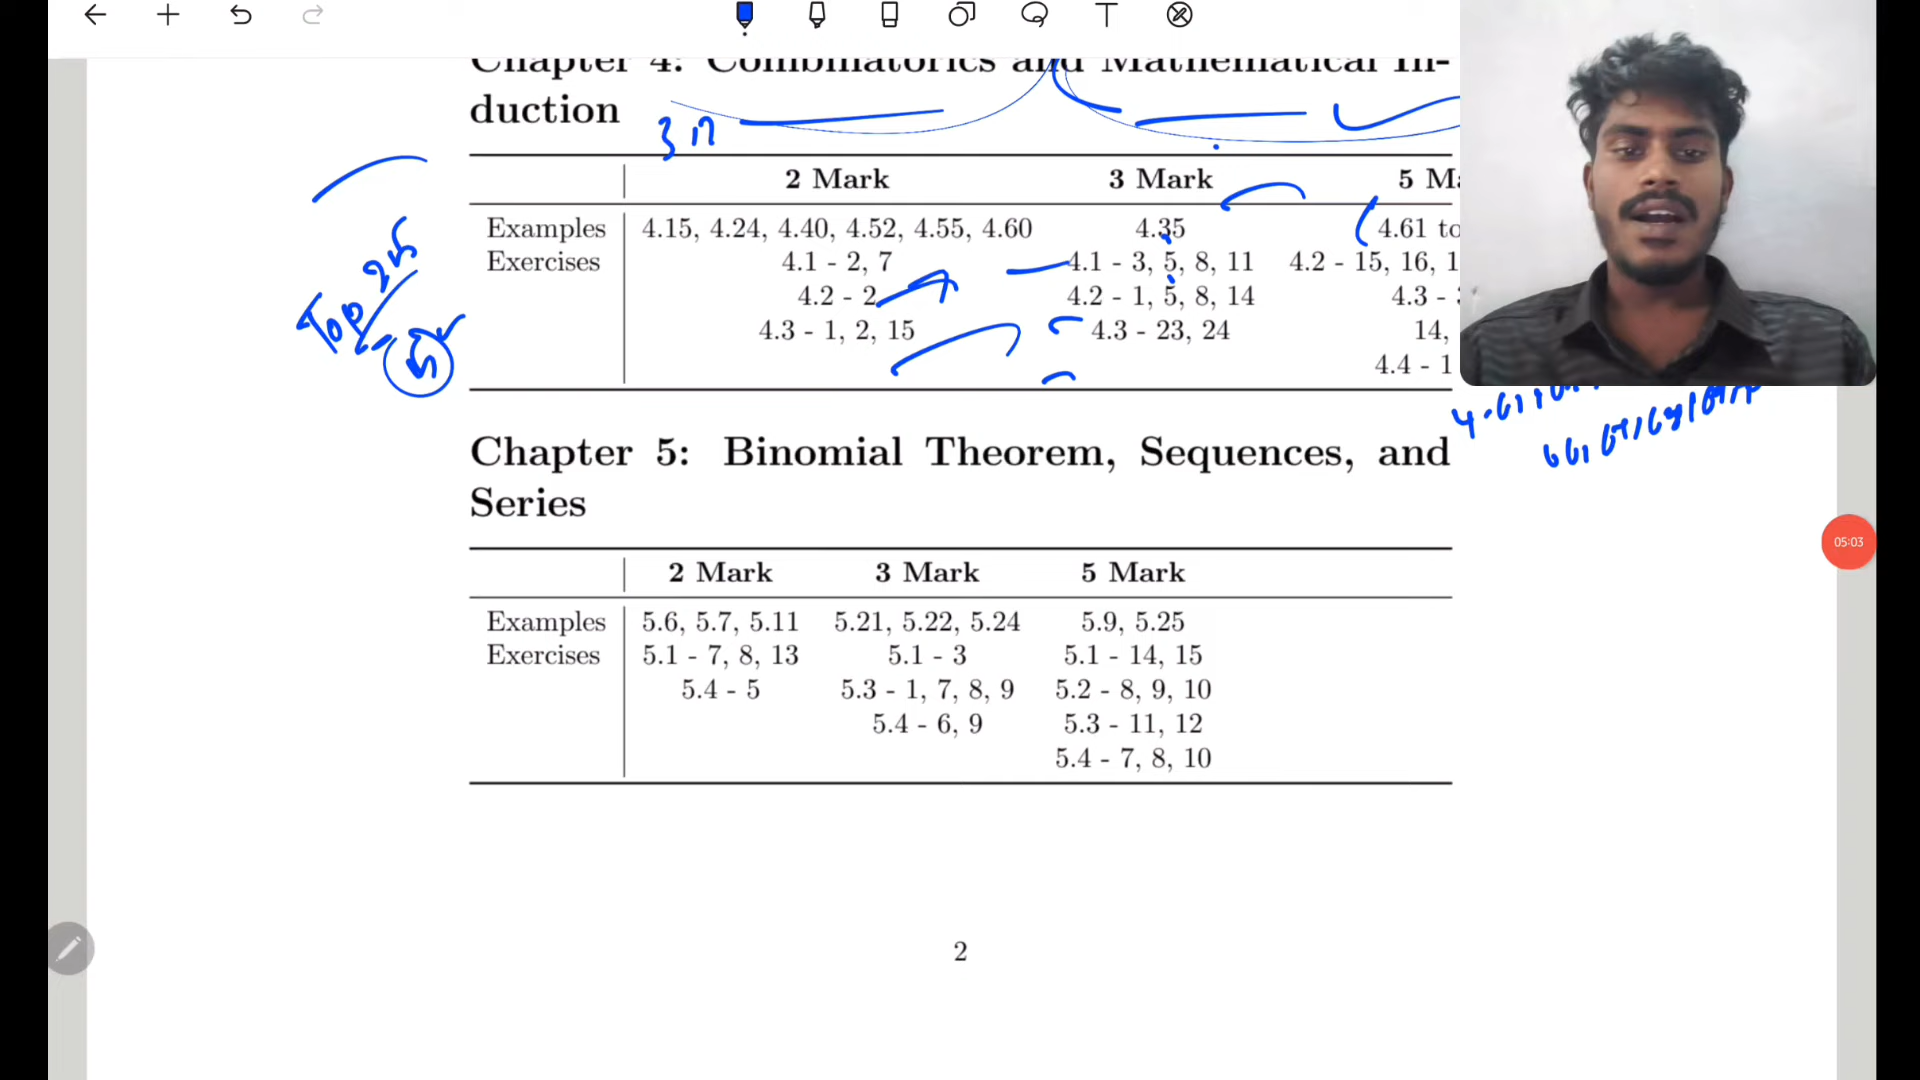 Chapter 4: Combinatorics and Mathematical In-
duction
2 Mark 3 Mark 5 Ma
Examples 4.15, 4.24, 4.40, 4.52, 4.55, 4.60 4.35 4.61 to
Exercises 4.1 - 2, 7 4.1 - 3, 5, 8, 11 4.2 - 15, 16, 1
4.2 - 2 4.2 - 1, 5, 8, 14 4.3 -
4.3 - 1, 2, 15 4.3 - 23, 24 14,
4.4 - 1
Top
Chapter 5: Binomial Theorem, Sequences, and
Series
05:03
2 Mark 3 Mark 5 Mark
Examples 5.6, 5.7, 5.11 5.21, 5.22, 5.24 5.9, 5.25
Exercises 5.1 - 7, 8, 13 5.1 - 3 5.1 - 14, 15
5.4 - 5 5.3 - 1, 7, 8, 9 5.2 - 8, 9, 10
5.4 - 6, 9 5.3 - 11, 12
5.4 - 7, 8, 10
2